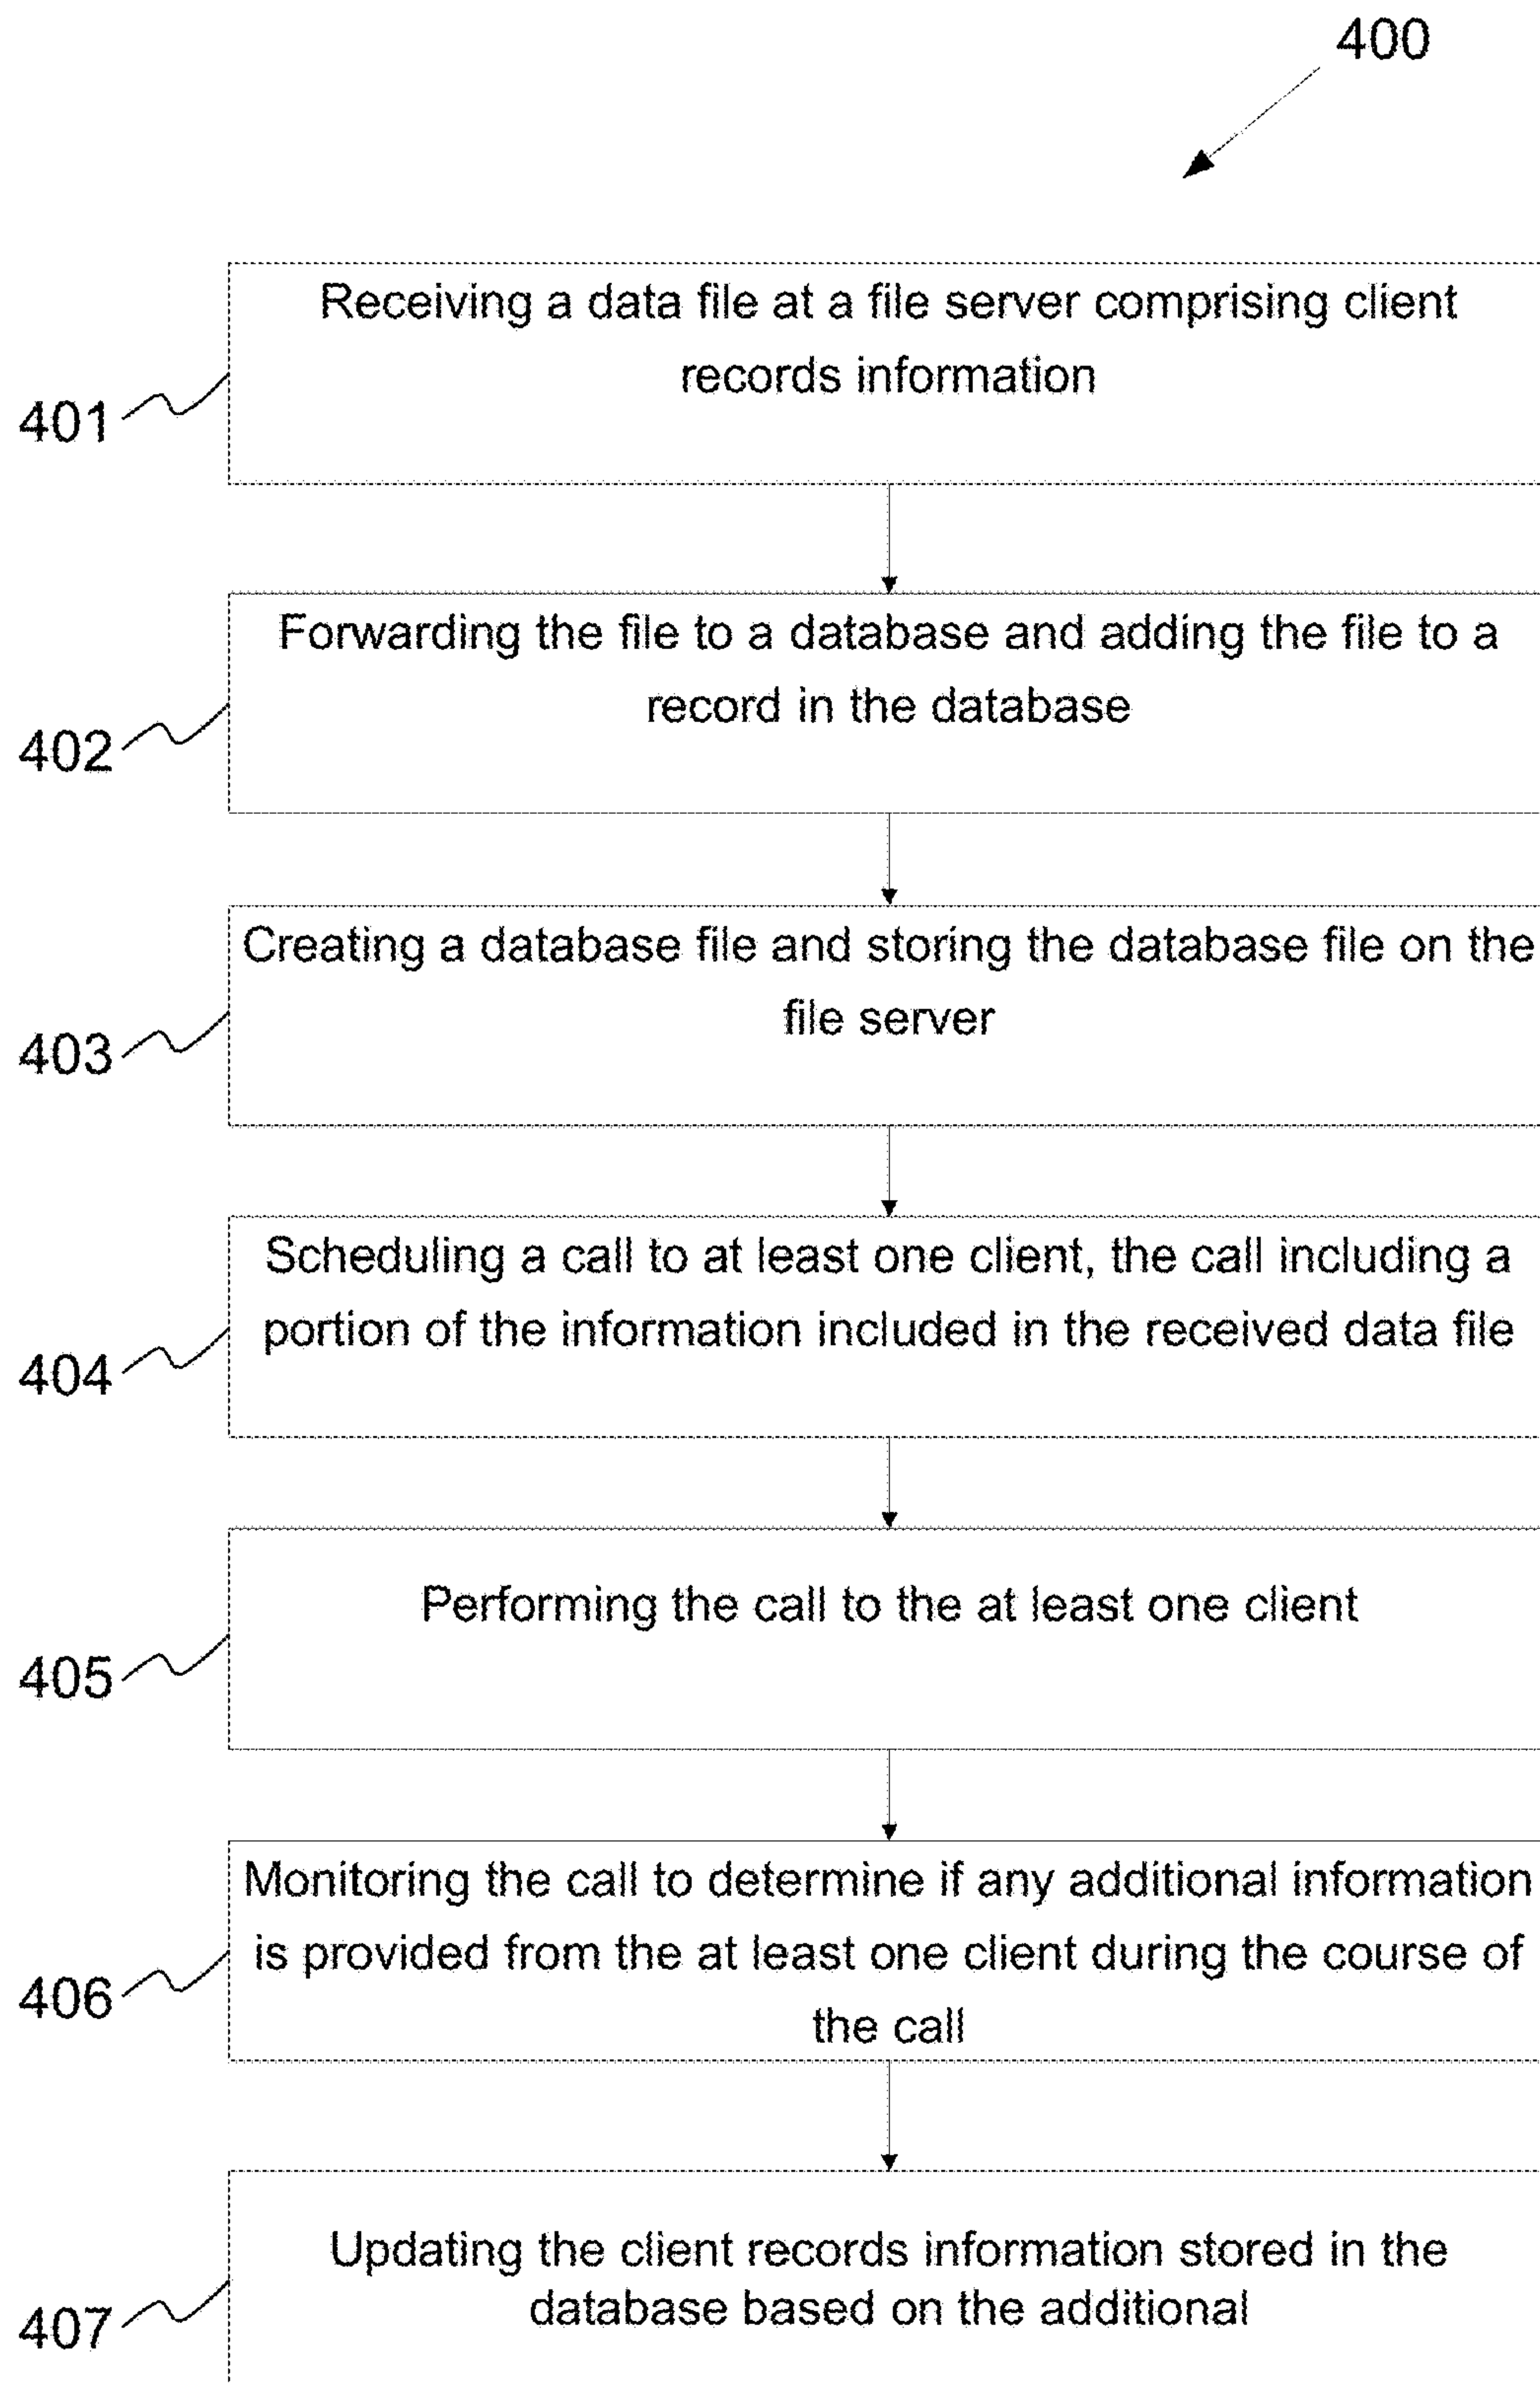 400
Receiving a data file at a file server comprising client
records information
401
Forwarding the file to a database and adding the file to a
record in the database
402
Creating a database file and storing the database file on the
file server
403
Scheduling a call to at least one client, the call including a
portion of the information included in the received data file
404
Performing the call to the at least one client
405
Monitoring the call to determine if any additional information
is provided from the at least one client during the course of
the call
406
Updating the client records information stored in the
database based on the additional
407